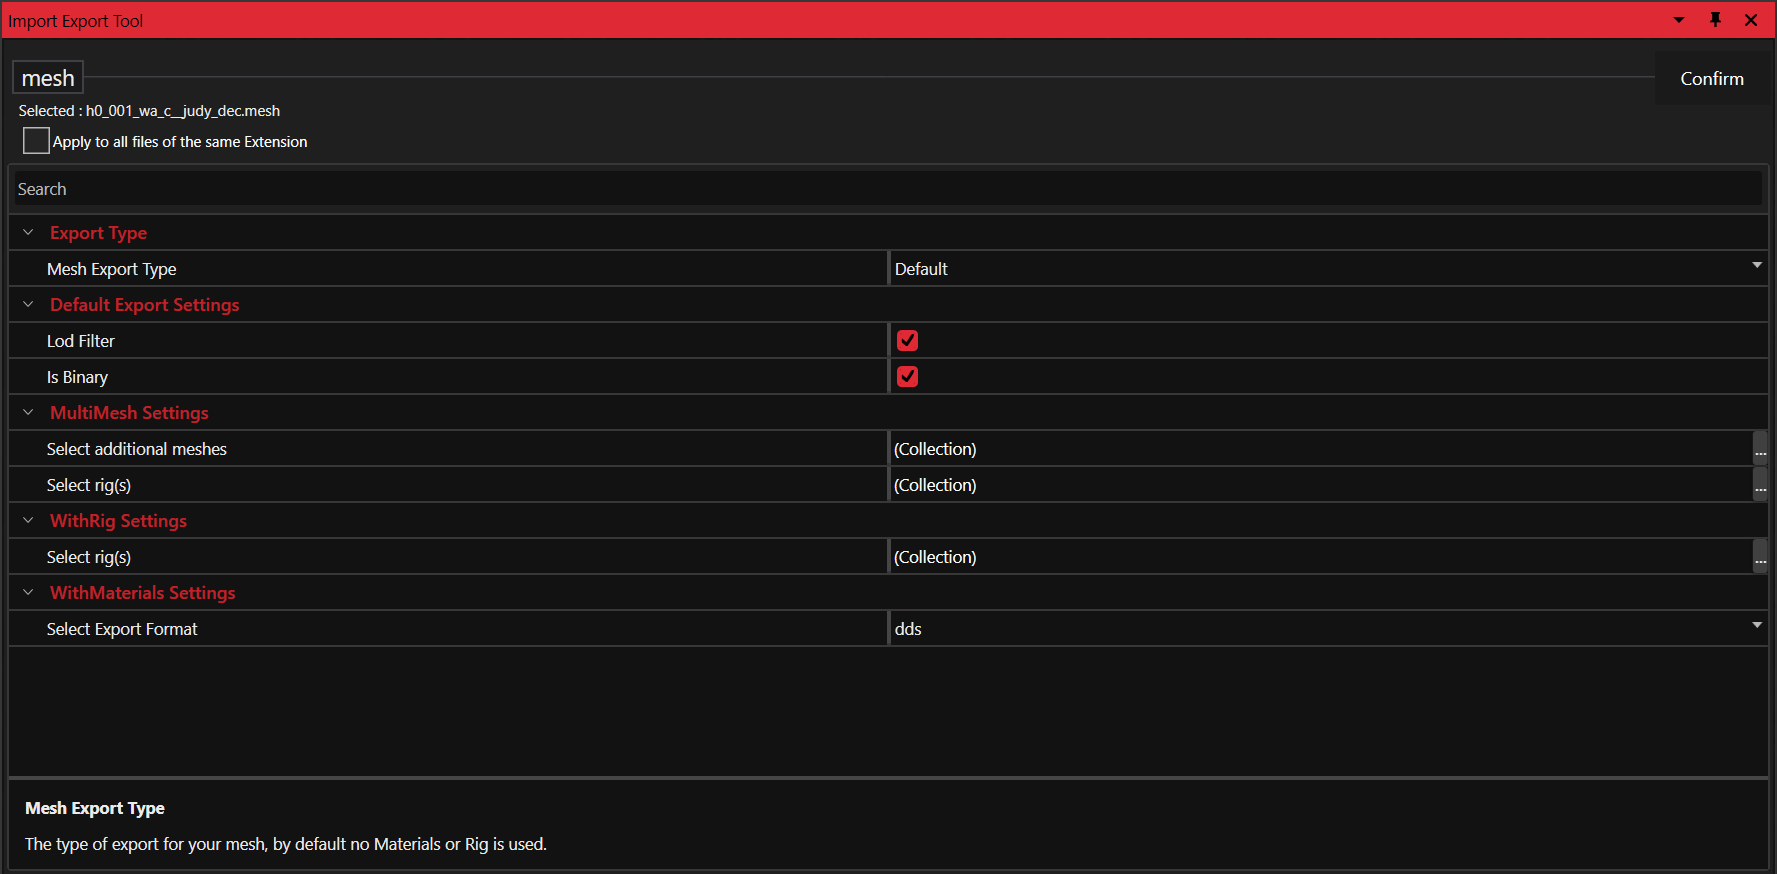 Import Export Tool
mesh
Confirm
Selected : h0_001_wa_c__judy_dec.mesh
Apply to all files of the same Extension
Search
Export Type
Mesh Export Type Default
Default Export Settings
Lod Filter
Is Binary
MultiMesh Settings
Select additional meshes (Collection) ...
Select rig(s) (Collection) ...
WithRig Settings
Select rig(s) (Collection) ...
WithMaterials Settings
Select Export Format dds
Mesh Export Type
The type of export for your mesh, by default no Materials or Rig is used.